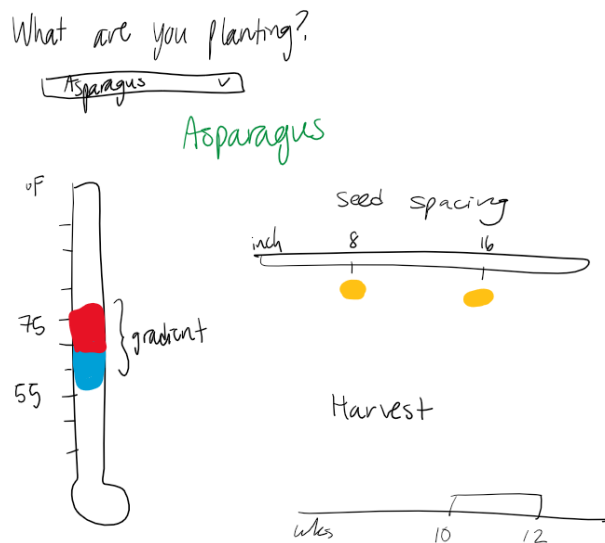 What are you planting?
Asparagus
Asparagus
°F
seed spacing
inch 8 16
75
gradient
55
Harvest
wks 10 12